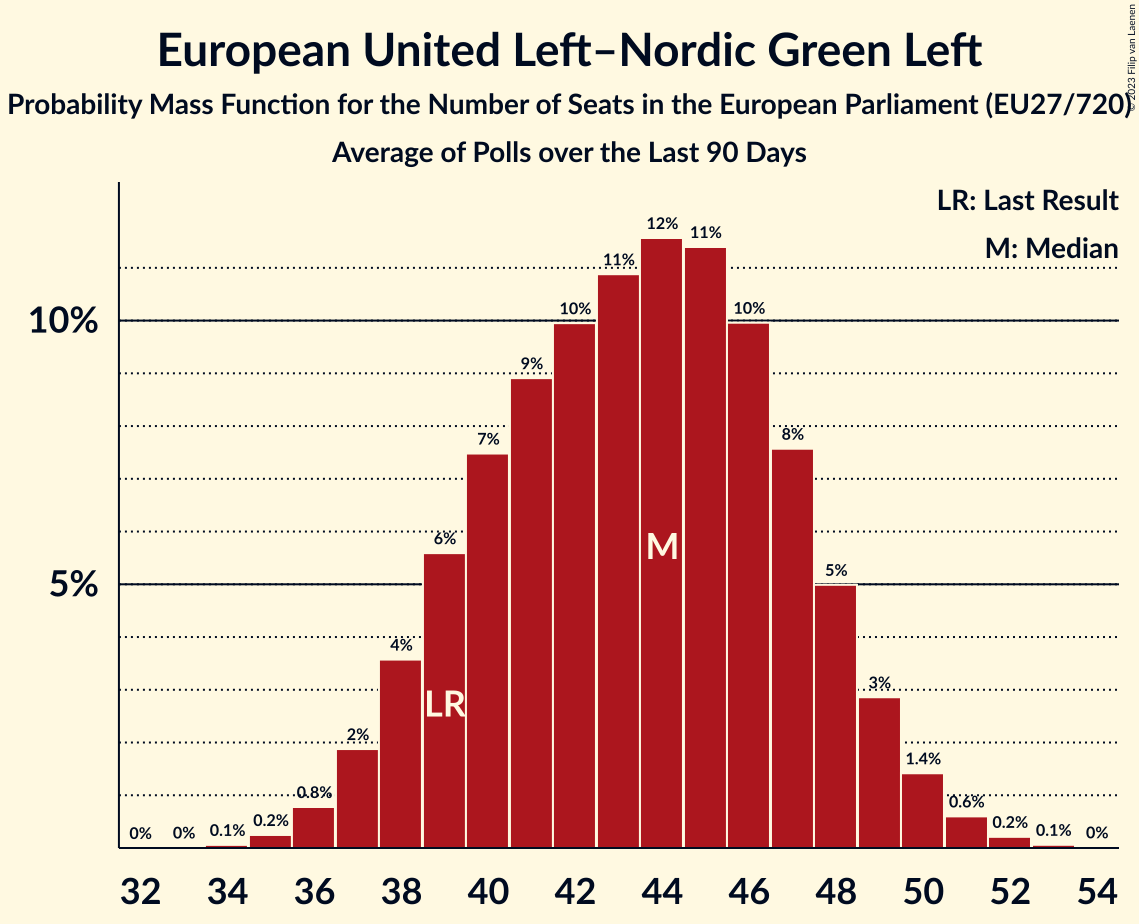 European United Left–Nordic Green Left
Probability Mass Function for the Number of Seats in the European Parliament (EU27/720)
Average of Polls over the Last 90 Days
© 2023 Filip van Laenen
LR: Last Result
M: Median
10%
5%
0%
0%
0.1%
0.2%
0.8%
2%
4%
6%
7%
9%
10%
11%
12%
11%
10%
8%
5%
3%
1.4%
0.6%
0.2%
0.1%
0%
LR
M
32 34 36 38 40 42 44 46 48 50 52 54